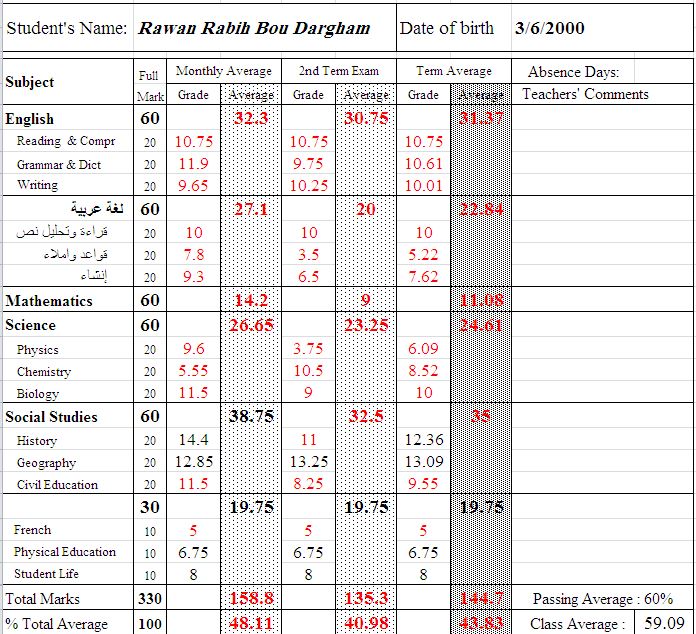 Student's Name: Rawan Rabih Bou Dargham Date of birth 3/6/2000
Subject Full Mark Monthly Average 2nd Term Exam Term Average Absence Days:
Grade Average Grade Average Grade Average Teachers' Comments
English 60 32.3 30.75 31.37
Reading & Compr 20 10.75 10.75 10.75
Grammar & Dict 20 11.9 9.75 10.61
Writing 20 9.65 10.25 10.01
لغة عربية 60 27.1 20 22.84
قراءة وتحليل نص 20 10 10 10
قواعد واملاء 20 7.8 3.5 5.22
إنشاء 20 9.3 6.5 7.62
Mathematics 60 14.2 9 11.08
Science 60 26.65 23.25 24.61
Physics 20 9.6 3.75 6.09
Chemistry 20 5.55 10.5 8.52
Biology 20 11.5 9 10
Social Studies 60 38.75 32.5 35
History 20 14.4 11 12.36
Geography 20 12.85 13.25 13.09
Civil Education 20 11.5 8.25 9.55
30 19.75 19.75 19.75
French 10 5 5 5
Physical Education 10 6.75 6.75 6.75
Student Life 10 8 8 8
Total Marks 330 158.8 135.3 144.7 Passing Average : 60%
% Total Average 100 48.11 40.98 43.83 Class Average : 59.09